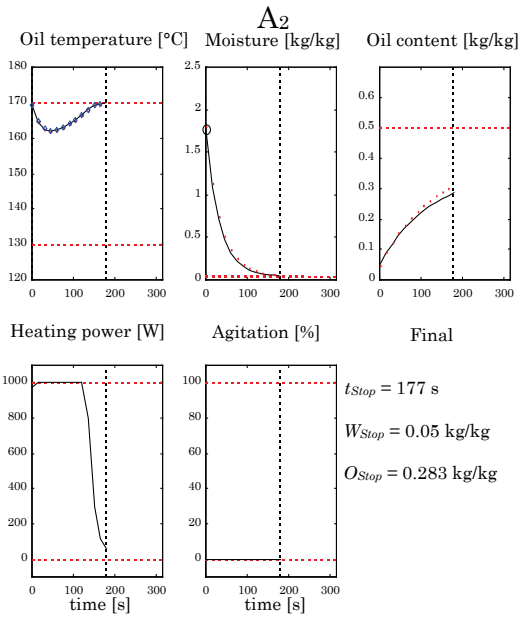 A2
Oil temperature [°C] Moisture [kg/kg] Oil content [kg/kg]
180
170
160
150
140
130
120
0 100 200 300
2.5
2
1.5
1
0.5
0
0 100 200 300
0.6
0.5
0.4
0.3
0.2
0.1
0
0 100 200 300
Heating power [W] Agitation [%] Final
1000
800
600
400
200
0
0 100 200 300
time [s]
100
80
60
40
20
0
0 100 200 300
time [s]
tStop = 177 s
WStop = 0.05 kg/kg
OStop = 0.283 kg/kg